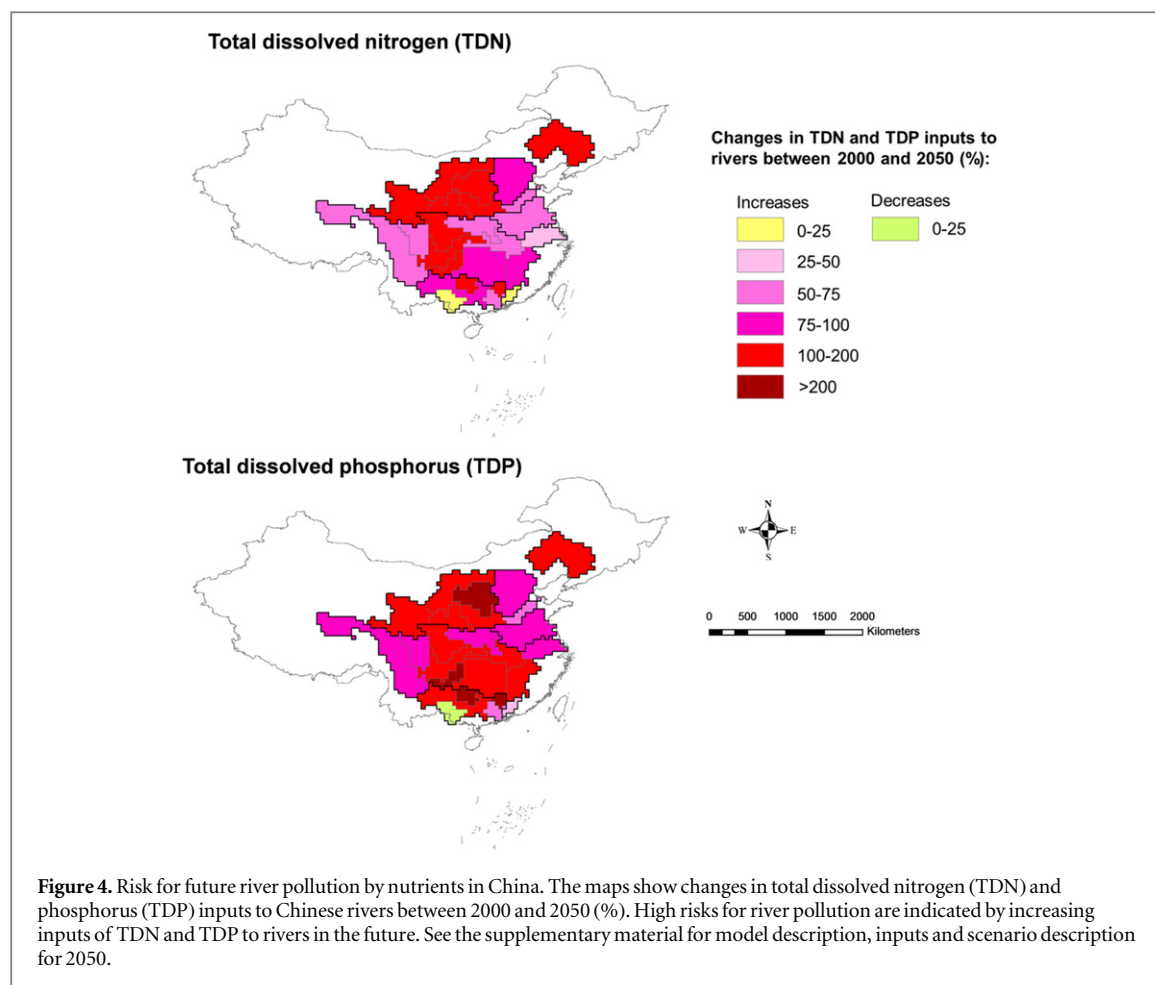 Total dissolved nitrogen (TDN)
Changes in TDN and TDP inputs to
rivers between 2000 and 2050 (%):
Increases
Decreases
0-25
0-25
25-50
50-75
75-100
100-200
>200
Total dissolved phosphorus (TDP)
N
W
E
S
0 500 1000 1500 2000
Kilometers
Figure 4. Risk for future river pollution by nutrients in China. The maps show changes in total dissolved nitrogen (TDN) and
phosphorus (TDP) inputs to Chinese rivers between 2000 and 2050 (%). High risks for river pollution are indicated by increasing
inputs of TDN and TDP to rivers in the future. See the supplementary material for model description, inputs and scenario description
for 2050.